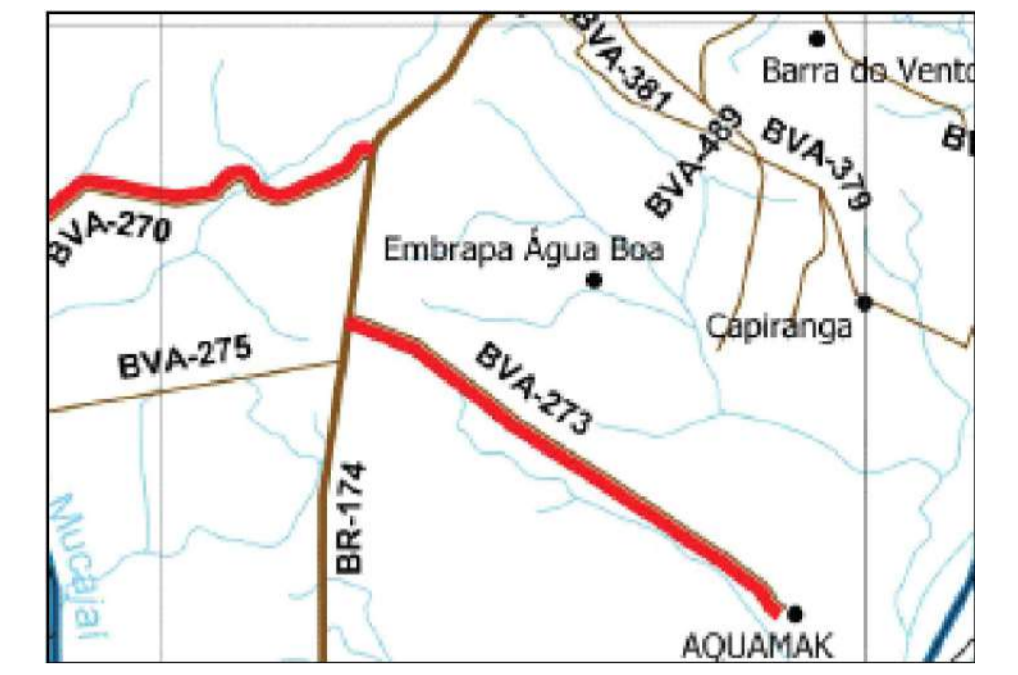 BVA-381
Barra do Vento
BVA-489
BVA-379
BVA-270
Embrapa Água Boa
Capiranga
BVA-275
BVA-273
BR-174
Mucajaí
AQUAMAK